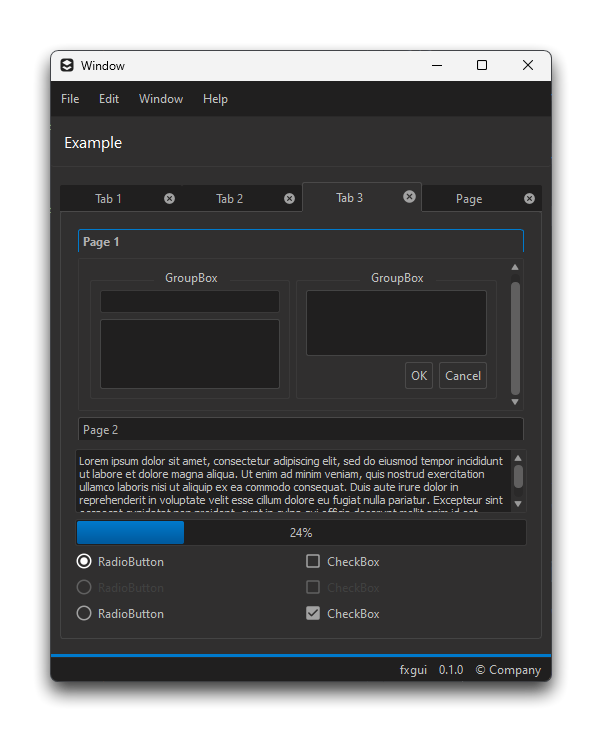 Window
File Edit Window Help
Example
Tab 1 Tab 2 Tab 3 Page
Page 1
GroupBox GroupBox
OK Cancel
Page 2
Lorem ipsum dolor sit amet, consectetur adipiscing elit, sed do eiusmod tempor incididunt
ut labore et dolore magna aliqua. Ut enim ad minim veniam, quis nostrud exercitation
ullamco laboris nisi ut aliquip ex ea commodo consequat. Duis aute irure dolor in
reprehenderit in voluptate velit esse cillum dolore eu fugiat nulla pariatur. Excepteur sint
24%
RadioButton CheckBox
RadioButton CheckBox
RadioButton CheckBox
fxgui 0.1.0 © Company